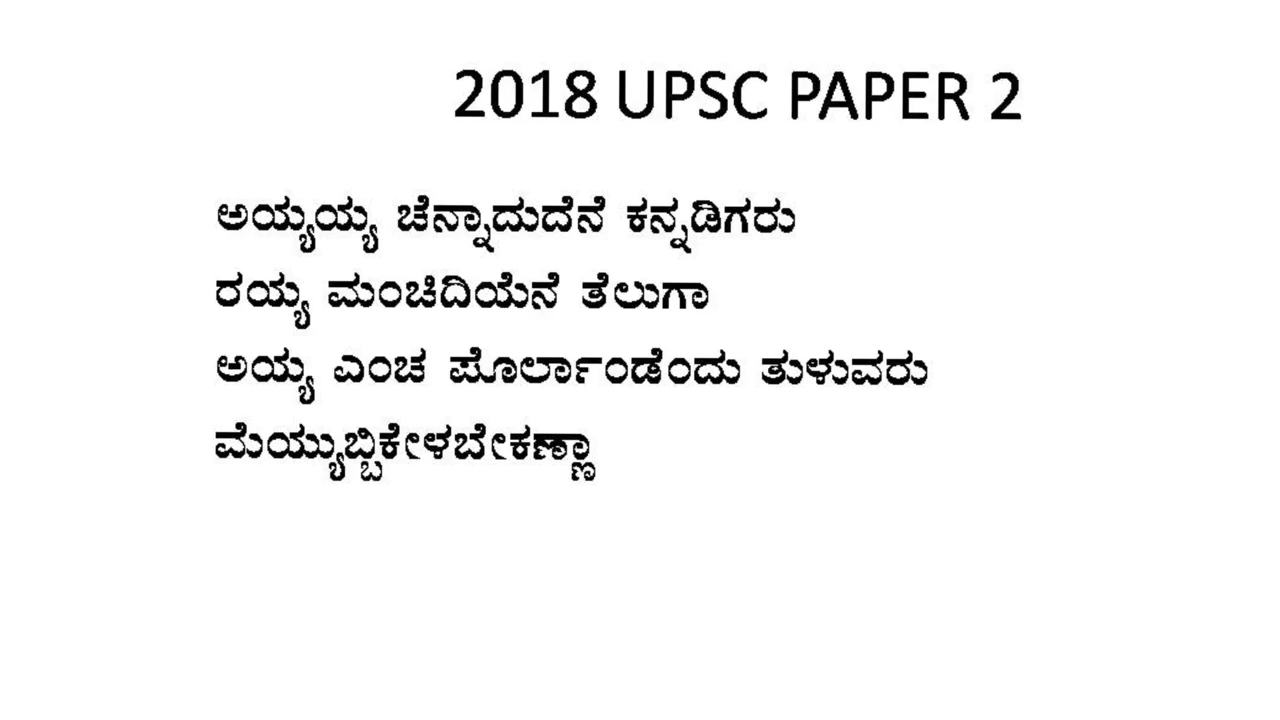 2018 UPSC PAPER 2
ಅಯ್ಯಯ್ಯ ಚೆನ್ನಾದುದೆನೆ ಕನ್ನಡಿಗರು
ರಯ್ಯ ಮಂಚಿದಿಯೆನೆ ತೆಲುಗಾ
ಅಯ್ಯ ಎಂಚ ಪೊರ್ಲಾಂಡೆಂದು ತುಳುವರು
ಮೆಯ್ಯುಬ್ಬಿಕೇಳಬೇಕಣ್ಣಾ